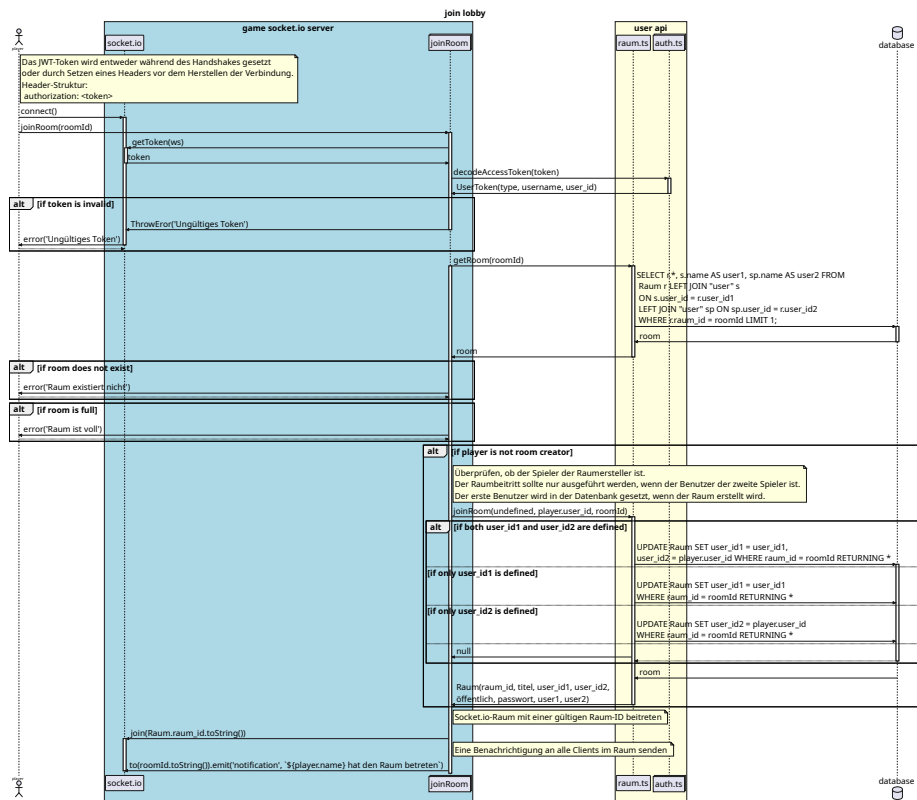 join lobby
game socket.io server
user api
socket.io
joinRoom
raum.ts
auth.ts
database
Das JWT-Token wird entweder während des Handshakes gesetzt
oder durch Setzen eines Headers vor dem Herstellen der Verbindung.
Header-Struktur:
authorization: <token>
connect()
joinRoom(roomId)
getToken(ws)
token
decodeAccessToken(token)
UserToken(type, username, user_id)
alt [if token is invalid]
ThrowEror('Ungültiges Token')
error('Ungültiges Token')
getRoom(roomId)
SELECT r.*, s.name AS user1, sp.name AS user2 FROM
Raum r LEFT JOIN "user" s
ON s.user_id = r.user_id1
LEFT JOIN "user" sp ON sp.user_id = r.user_id2
WHERE r.raum_id = roomId LIMIT 1;
room
room
alt [if room does not exist]
error('Raum existiert nicht')
alt [if room is full]
error('Raum ist voll')
alt [if player is not room creator]
Überprüfen, ob der Spieler der Raumersteller ist.
Der Raumbeitritt sollte nur ausgeführt werden, wenn der Benutzer der zweite Spieler ist.
Der erste Benutzer wird in der Datenbank gesetzt, wenn der Raum erstellt wird.
joinRoom(undefined, player.user_id, roomId)
alt [if both user_id1 and user_id2 are defined]
UPDATE Raum SET user_id1 = user_id1,
user_id2 = player.user_id WHERE raum_id = roomId RETURNING *
[if only user_id1 is defined]
UPDATE Raum SET user_id1 = user_id1
WHERE raum_id = roomId RETURNING *
[if only user_id2 is defined]
UPDATE Raum SET user_id2 = player.user_id
WHERE raum_id = roomId RETURNING *
null
room
Raum(raum_id, titel, user_id1, user_id2,
öffentlich, passwort, user1, user2)
Socket.io-Raum mit einer gültigen Raum-ID beitreten
join(Raum.raum_id.toString())
Eine Benachrichtigung an alle Clients im Raum senden
to(roomId.toString()).emit('notification', `${player.name} hat den Raum betreten`)
socket.io
joinRoom
raum.ts
auth.ts
database